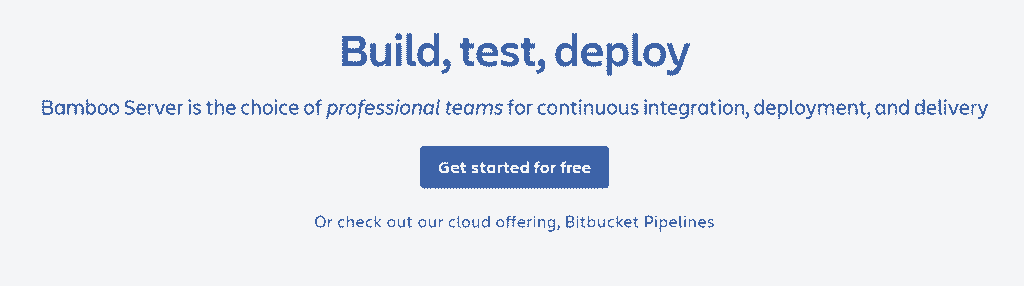 Build, test, deploy
Bamboo Server is the choice of professional teams for continuous integration, deployment, and delivery
Get started for free
Or check out our cloud offering, Bitbucket Pipelines